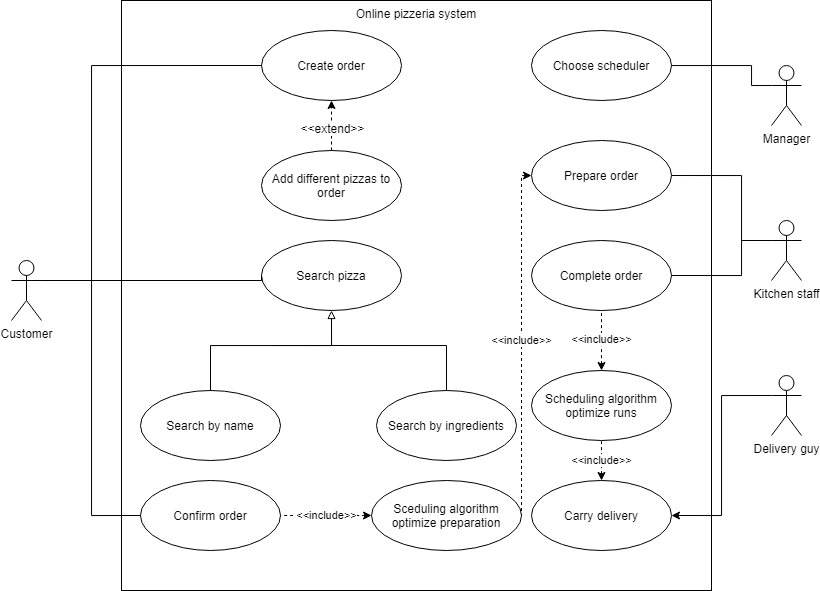 Online pizzeria system
Create order
Choose scheduler
Manager
<<extend>>
Add different pizzas to
order
Prepare order
Search pizza
Complete order
Kitchen staff
Customer
<<include>>
<<include>>
Search by name
Search by ingredients
Scheduling algorithm
optimize runs
Delivery guy
<<include>>
Confirm order
<<include>>
Sceduling algorithm
optimize preparation
Carry delivery